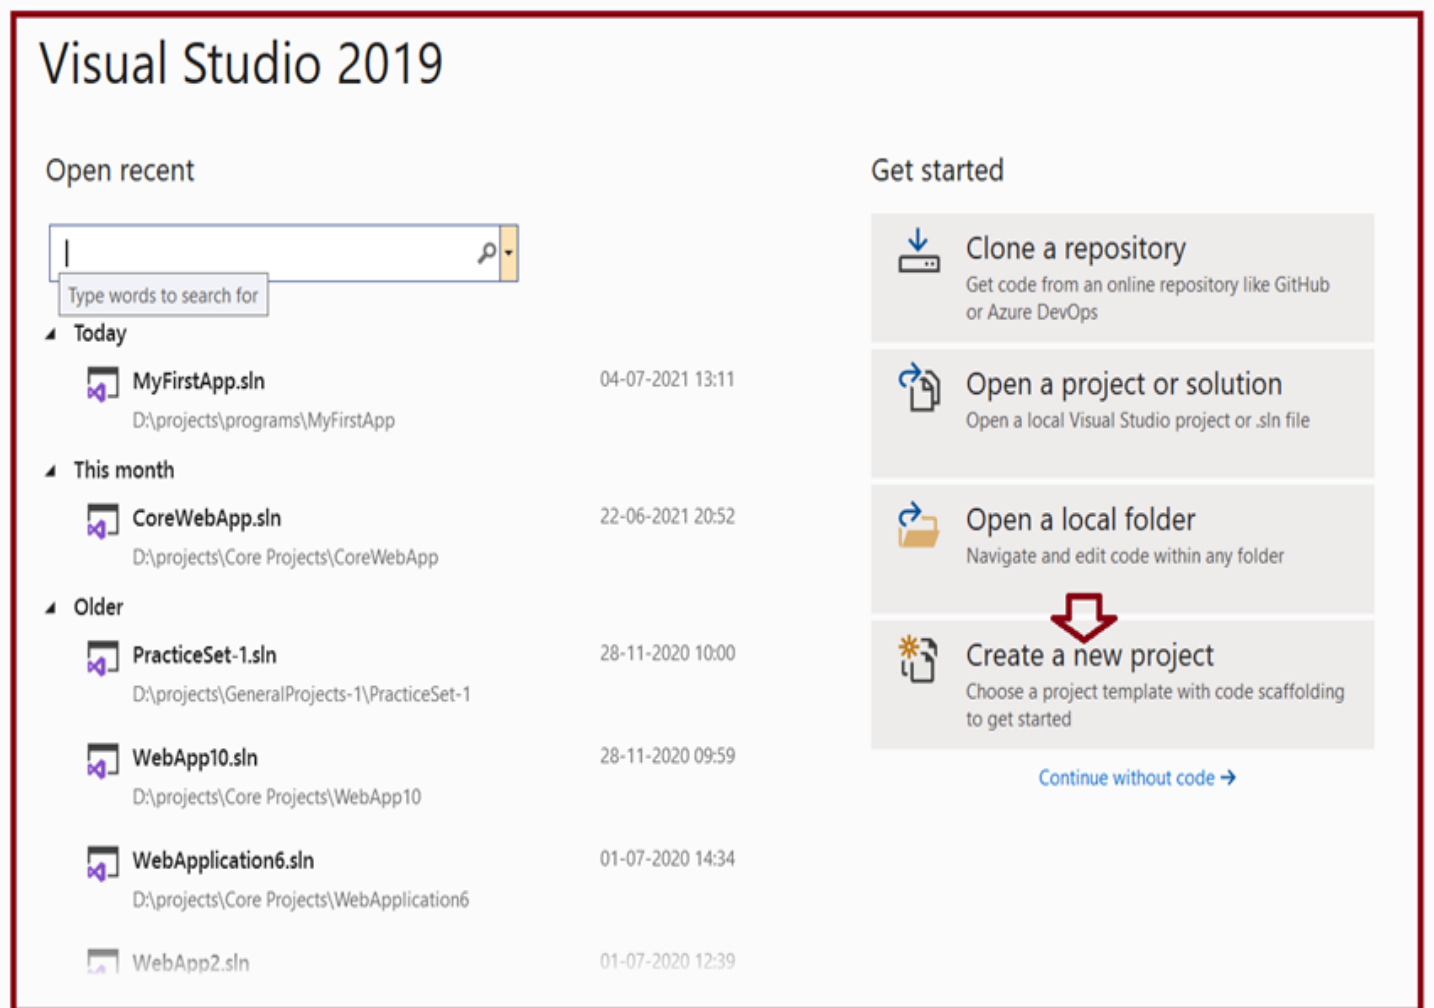 Visual Studio 2019
Open recent
Type words to search for
Today
MyFirstApp.sln 04-07-2021 13:11
D:\projects\programs\MyFirstApp
This month
CoreWebApp.sln 22-06-2021 20:52
D:\projects\Core Projects\CoreWebApp
Older
PracticeSet-1.sln 28-11-2020 10:00
D:\projects\GeneralProjects-1\PracticeSet-1
WebApp10.sln 28-11-2020 09:59
D:\projects\Core Projects\WebApp10
WebApplication6.sln 01-07-2020 14:34
D:\projects\Core Projects\WebApplication6
WebApp2.sln 01-07-2020 12:39
Get started
Clone a repository
Get code from an online repository like GitHub
or Azure DevOps
Open a project or solution
Open a local Visual Studio project or .sln file
Open a local folder
Navigate and edit code within any folder
Create a new project
Choose a project template with code scaffolding
to get started
Continue without code →